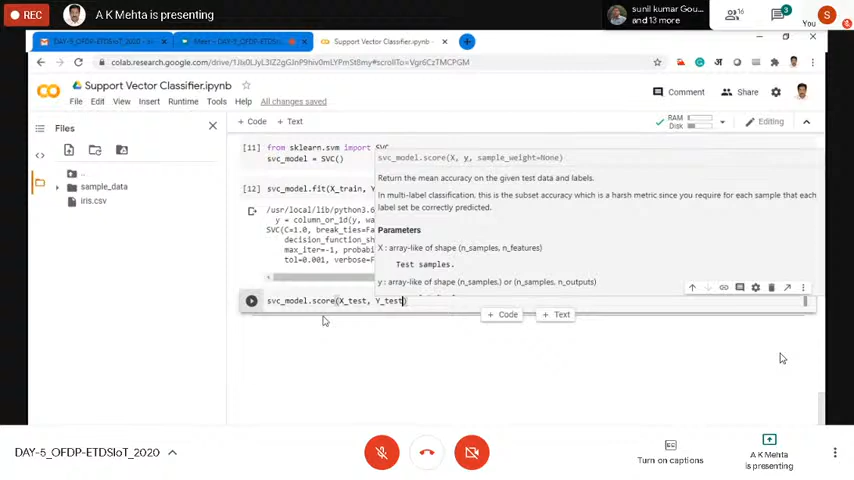 REC
A K Mehta is presenting
sunil kumar Gou...
and 13 more
16
3
S
You
DAY-5_OFDP-ETDSIoT_2020 -
Meet - DAY-5_OFDP-ETDSIoT_2
Support Vector Classifier.ipynb -
colab.research.google.com/drive/
Support Vector Classifier.ipynb
Comment
Share
File Edit View Insert Runtime Tools Help All changes saved
+ Code + Text
RAM
Disk
Editing
Files
..
sample_data
iris.csv
[11] from sklearn.svm import SVC
svc_model = SVC()
svc_model.score(X, y, sample_weight=None)
Return the mean accuracy on the given test data and labels.
In multi-label classification, this is the subset accuracy which is a harsh metric since you require for each sample that each
label set be correctly predicted.
Parameters
X : array-like of shape (n_samples, n_features)
Test samples.
y : array-like of shape (n_samples,) or (n_samples, n_outputs)
[12] svc_model.fit(X_train, Y
/usr/local/lib/python3.6
y = column_or_1d(y, wa
SVC(C=1.0, break_ties=Fa
decision_function_sh
max_iter=-1, probabi
tol=0.001, verbose=F
svc_model.score(X_test, Y_test)
+ Code + Text
DAY-5_OFDP-ETDSIoT_2020
Turn on captions
A K Mehta
is presenting